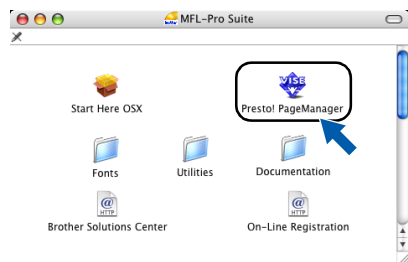 MFL-Pro Suite
VISE
Start Here OSX
Presto! PageManager
Fonts
Utilities
Documentation
@
HTTP
@
HTTP
Brother Solutions Center
On-Line Registration